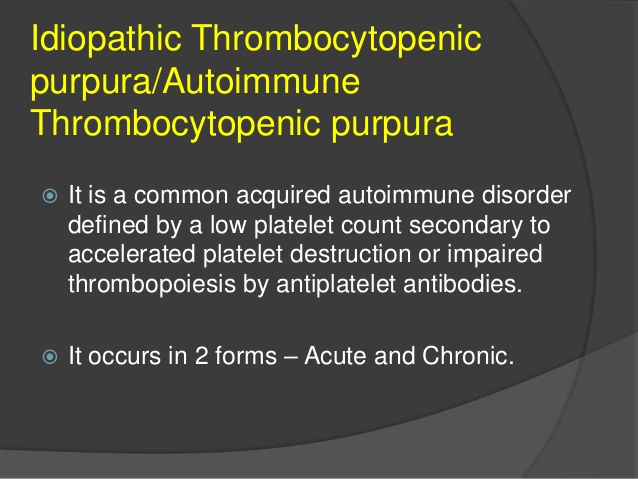 Idiopathic Thrombocytopenic
purpura/Autoimmune
Thrombocytopenic purpura
It is a common acquired autoimmune disorder
defined by a low platelet count secondary to
accelerated platelet destruction or impaired
thrombopoiesis by antiplatelet antibodies.
It occurs in 2 forms – Acute and Chronic.